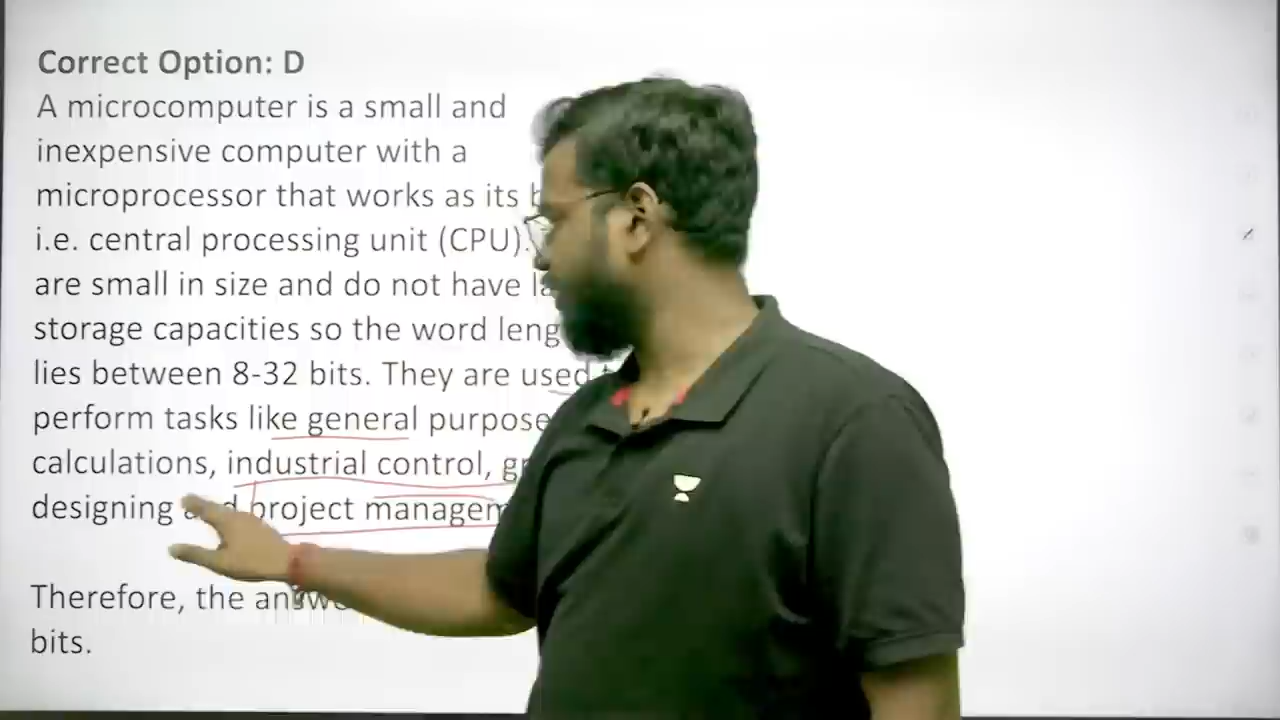 Correct Option: D
A microcomputer is a small and
inexpensive computer with a
microprocessor that works as its
i.e. central processing unit (CPU).
are small in size and do not have
storage capacities so the word
lies between 8-32 bits. They are used
perform tasks like general purpose
calculations, industrial control,
designing and project
Therefore, the
bits.